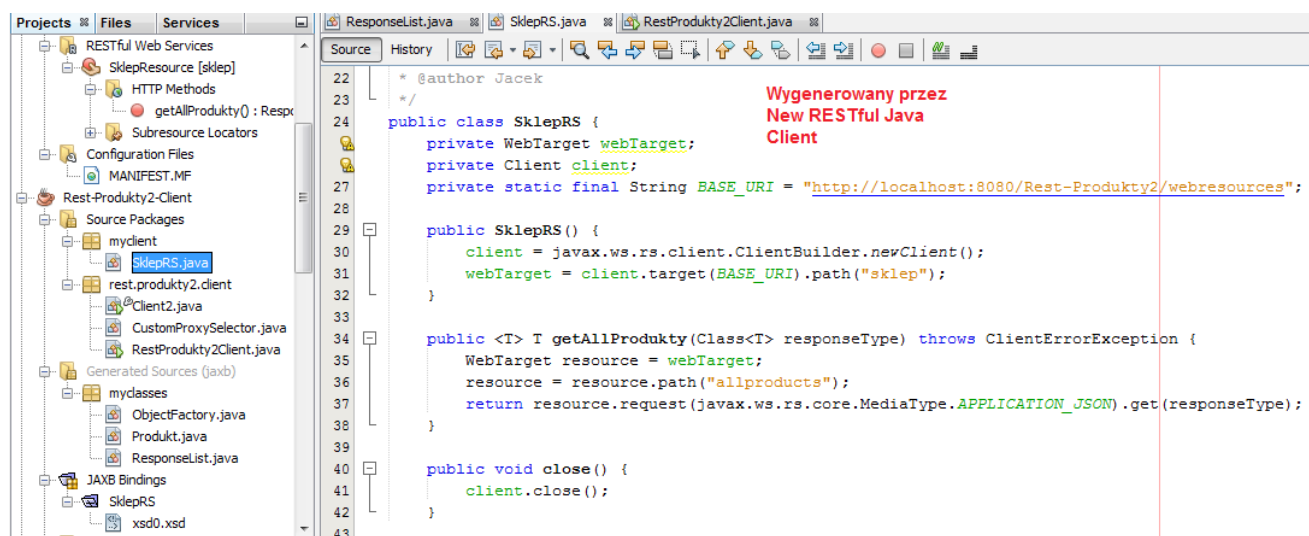 Projects Files Services
RESTful Web Services
SklepResource [sklep]
HTTP Methods
getAllProdukty() : Respo
Subresource Locators
Configuration Files
MANIFEST.MF
Rest-Produkty2-Client
Source Packages
myclient
SklepRS.java
rest.produkty2.client
Client2.java
CustomProxySelector.java
RestProdukty2Client.java
Generated Sources (jaxb)
myclasses
ObjectFactory.java
Produkt.java
ResponseList.java
JAXB Bindings
SklepRS
xsd0.xsd
ResponseList.java SklepRS.java RestProdukty2Client.java
Source History
22 * @author Jacek
23 */
24 public class SklepRS {
private WebTarget webTarget;
private Client client;
27 private static final String BASE_URI = "http://localhost:8080/Rest-Produkty2/webresources";
28
29 public SklepRS() {
30 client = javax.ws.rs.client.ClientBuilder.newClient();
31 webTarget = client.target(BASE_URI).path("sklep");
32 }
33
34 public <T> T getAllProdukty(Class<T> responseType) throws ClientErrorException {
35 WebTarget resource = webTarget;
36 resource = resource.path("allproducts");
37 return resource.request(javax.ws.rs.core.MediaType.APPLICATION_JSON).get(responseType);
38 }
39
40 public void close() {
41 client.close();
42 }
43
Wygenerowany przez
New RESTful Java
Client